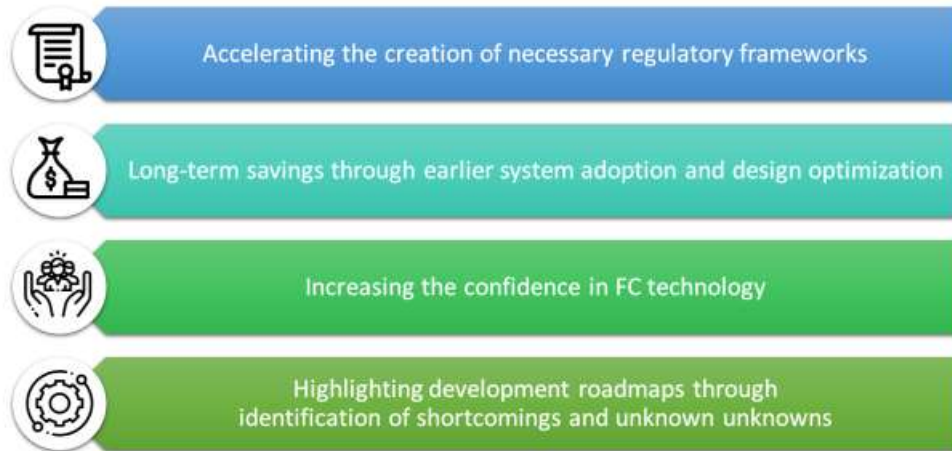 Accelerating the creation of necessary regulatory frameworks
Long-term savings through earlier system adoption and design optimization
Increasing the confidence in FC technology
Highlighting development roadmaps through
identification of shortcomings and unknown unknowns